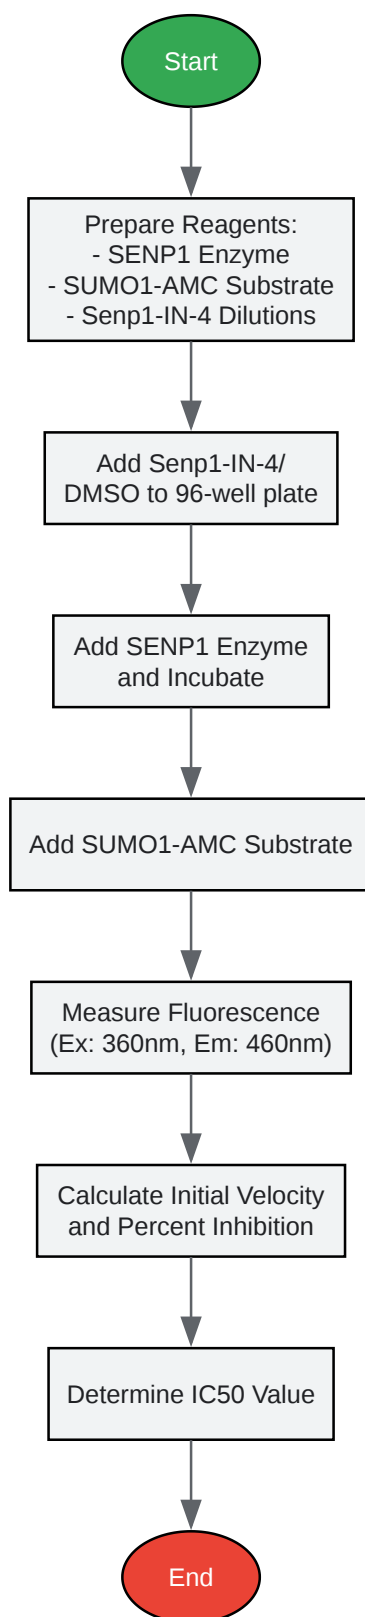 Start
Prepare Reagents:
- SENP1 Enzyme
- SUMO1-AMC Substrate
- Senp1-IN-4 Dilutions
Add Senp1-IN-4/
DMSO to 96-well plate
Add SENP1 Enzyme
and Incubate
Add SUMO1-AMC Substrate
Measure Fluorescence
(Ex: 360nm, Em: 460nm)
Calculate Initial Velocity
and Percent Inhibition
Determine IC50 Value
End